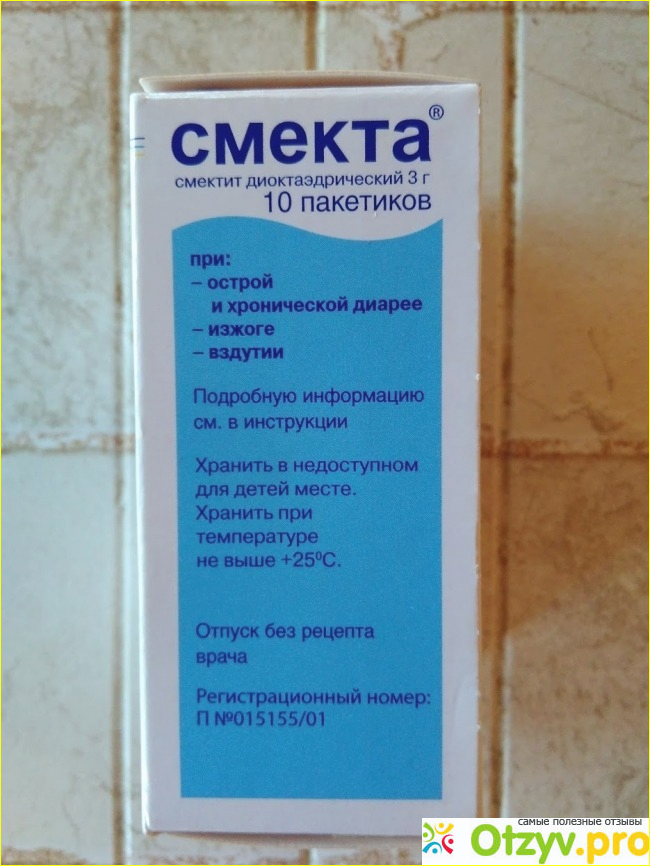 смекта®
смектит диоктаэдрический 3 г
10 пакетиков
при:
– острой
и хронической диарее
– изжоге
– вздутии
Подробную информацию
см. в инструкции
Хранить в недоступном
для детей месте.
Хранить при
температуре
не выше +25⁰С.
Отпуск без рецепта
врача
Регистрационный номер:
П №015155/01
самые полезные отзывы
Otzyv.pro